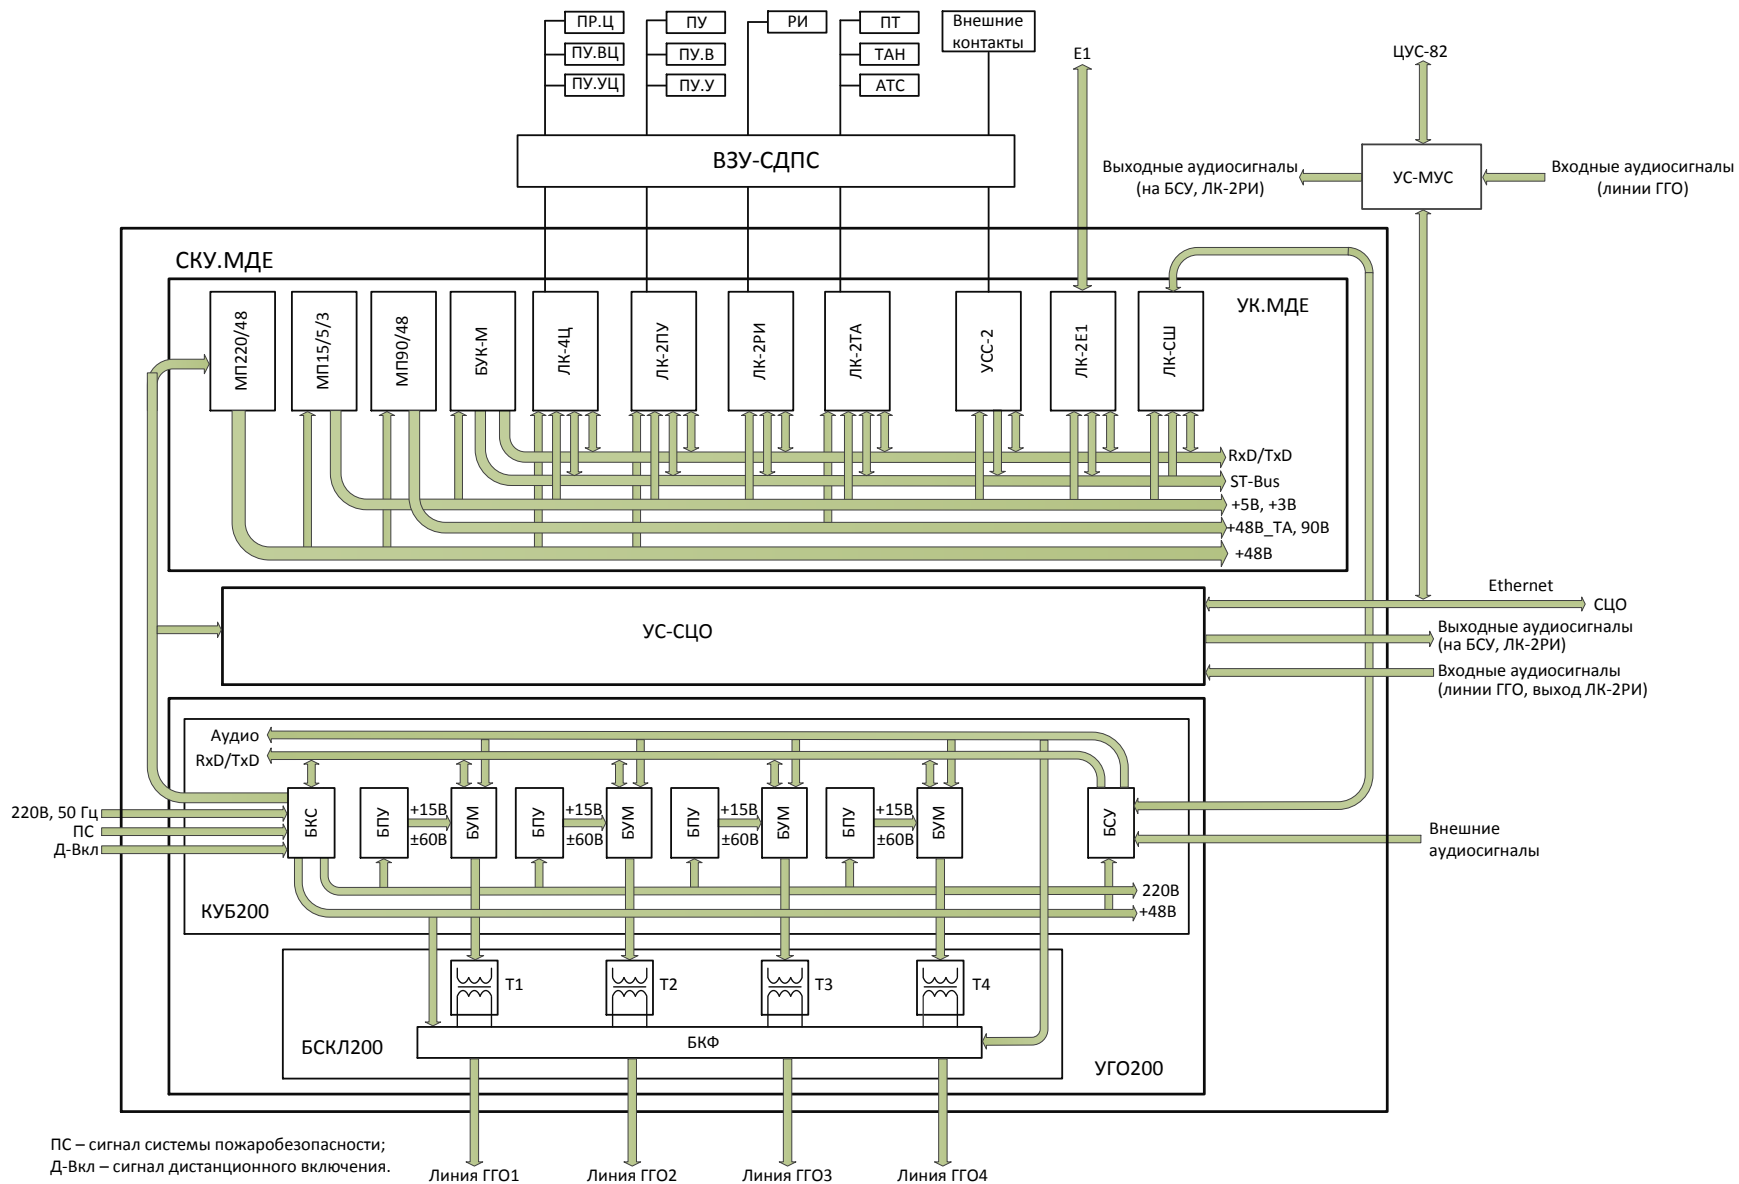 ПР.Ц
ПУ
РИ
ПТ
Внешние
контакты
ПУ.ВЦ
ПУ.В
ТАН
ПУ.УЦ
ПУ.У
АТС
E1
ЦУС-82
ВЗУ-СДПС
Выходные аудиосигналы
(на БСУ, ЛК-2РИ)
УС-МУС
Входные аудиосигналы
(линии ГГО)
СКУ.МДЕ
УК.МДЕ
МП220/48
МП15/5/3
МП90/48
БУК-М
ЛК-4Ц
ЛК-2ПУ
ЛК-2РИ
ЛК-2ТА
УСС-2
ЛК-2Е1
ЛК-СШ
RxD/TxD
ST-Bus
+5В, +3В
+48В_ТА, 90В
+48В
Ethernet
СЦО
УС-СЦО
Выходные аудиосигналы
(на БСУ, ЛК-2РИ)
Входные аудиосигналы
(линии ГГО, выход ЛК-2РИ)
Аудио
RxD/TxD
220В, 50 Гц
ПС
Д-Вкл
БКС
БПУ
+15В
±60В
БУМ
БПУ
+15В
±60В
БУМ
БПУ
+15В
±60В
БУМ
БПУ
+15В
±60В
БУМ
БСУ
Внешние
аудиосигналы
220В
+48В
КУБ200
Т1
Т2
Т3
Т4
БСКЛ200
БКФ
УГО200
ПС – сигнал системы пожаробезопасности;
Д-Вкл – сигнал дистанционного включения.
Линия ГГО1
Линия ГГО2
Линия ГГО3
Линия ГГО4